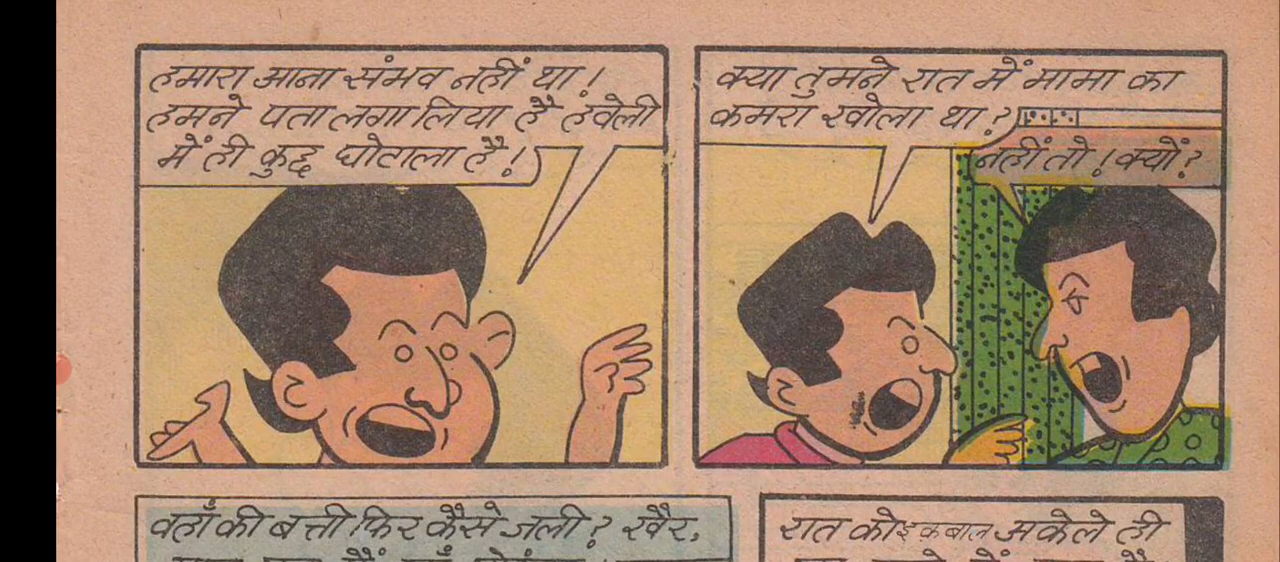 हमारा आना संभव नहीं था!
हमने पता लगा लिया है हवेली
में ही कुछ घोटाला है!
क्या तुमने रात में मामा का
कमरा खोला था?
नहीं तो! क्यों?
वहाँ की बत्ती फिर कैसे जली? खैर,
रात को इकबाल अकेले ही